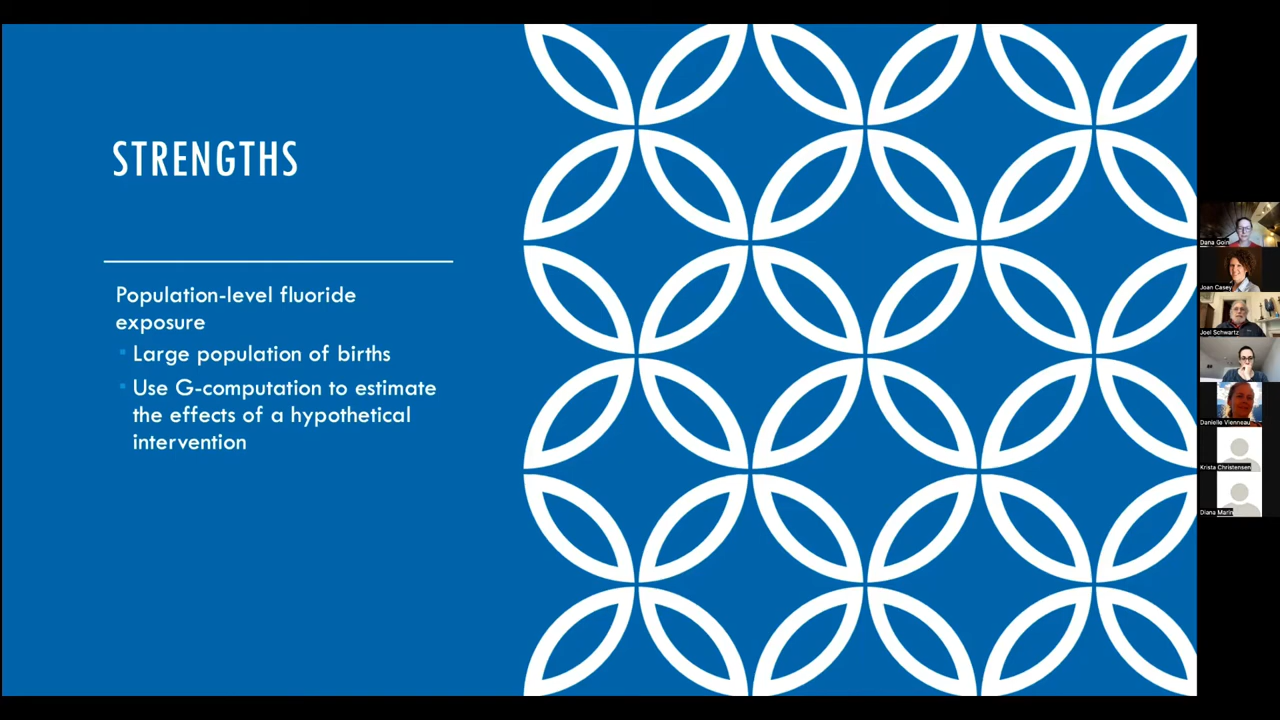 STRENGTHS
Population-level fluoride
exposure
Large population of births
Use G-computation to estimate
the effects of a hypothetical
intervention
Dana Goin
Joan Casey
Joel Schwartz
Danielle Vienneau
Krista Christensen
Diana Marin